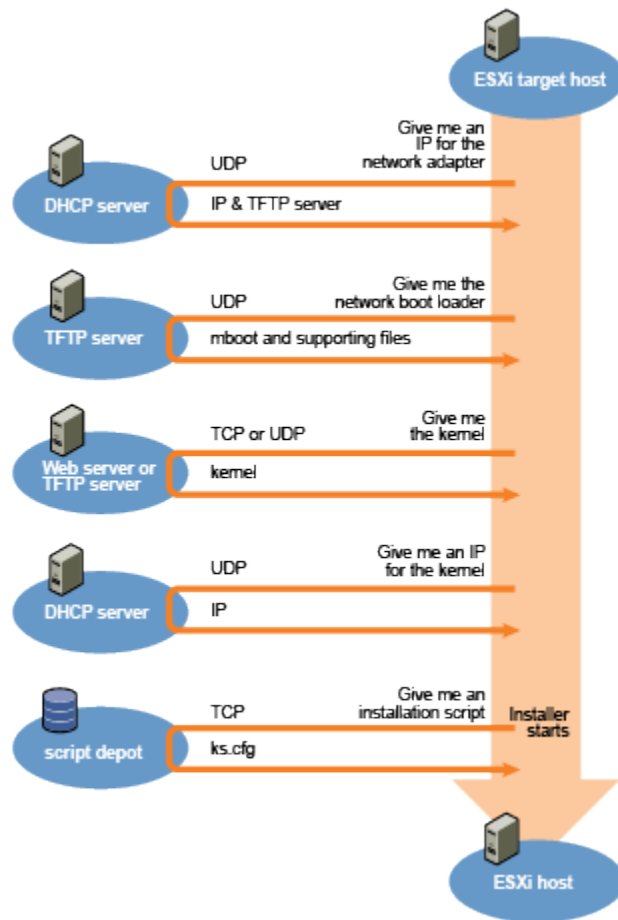 ESXi target host
Give me an
IP for the
network adapter
UDP
DHCP server
IP & TFTP server
Give me the
network boot loader
UDP
TFTP server
mboot and supporting files
Give me
the kernel
TCP or UDP
Web server or
TFTP server
kernel
Give me an IP
for the kernel
UDP
DHCP server
IP
Give me an
installation script
TCP
Installer
starts
script depot
ks.cfg
ESXi host